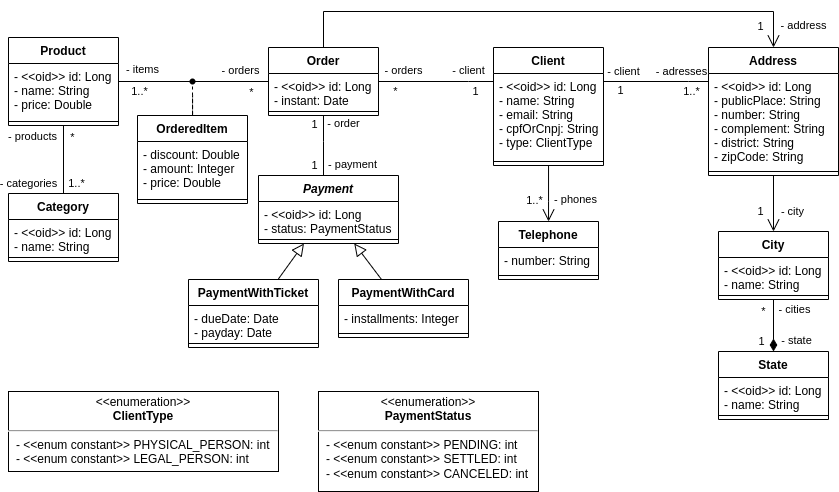 1 - address
Product
- <<oid>> id: Long
- name: String
- price: Double
- items
1..*
- orders
*
Order
- <<oid>> id: Long
- instant: Date
- orders
*
- client
1
Client
- <<oid>> id: Long
- name: String
- email: String
- cpfOrCnpj: String
- type: ClientType
- client
1
- adresses
1..*
Address
- <<oid>> id: Long
- publicPlace: String
- number: String
- complement: String
- district: String
- zipCode: String
OrderedItem
- discount: Double
- amount: Integer
- price: Double
- products *
- categories 1..*
Category
- <<oid>> id: Long
- name: String
1 - order
1 - payment
Payment
- <<oid>> id: Long
- status: PaymentStatus
1..* - phones
Telephone
- number: String
1 - city
City
- <<oid>> id: Long
- name: String
* - cities
1 - state
State
- <<oid>> id: Long
- name: String
PaymentWithTicket
- dueDate: Date
- payday: Date
PaymentWithCard
- installments: Integer
<<enumeration>>
ClientType
- <<enum constant>> PHYSICAL_PERSON: int
- <<enum constant>> LEGAL_PERSON: int
<<enumeration>>
PaymentStatus
- <<enum constant>> PENDING: int
- <<enum constant>> SETTLED: int
- <<enum constant>> CANCELED: int